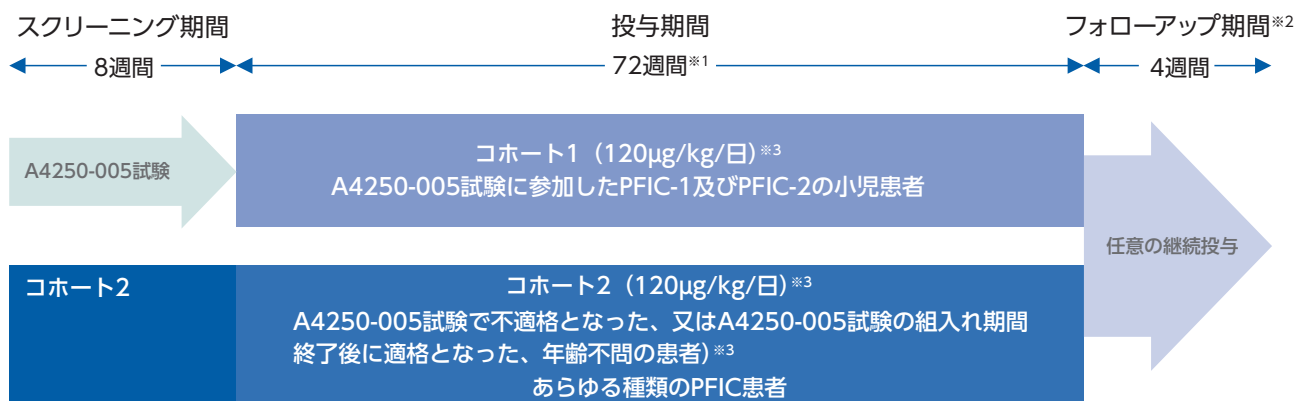 スクリーニング期間
投与期間
フォローアップ期間※2
8週間
72週間※1
4週間
A4250-005試験
コホート1（120μg/kg/日）※3
A4250-005試験に参加したPFIC-1及びPFIC-2の小児患者
任意の継続投与
コホート2
コホート2（120μg/kg/日）※3
A4250-005試験で不適格となった、又はA4250-005試験の組入れ期間
終了後に適格となった、年齢不問の患者）※3
あらゆる種類のPFIC患者